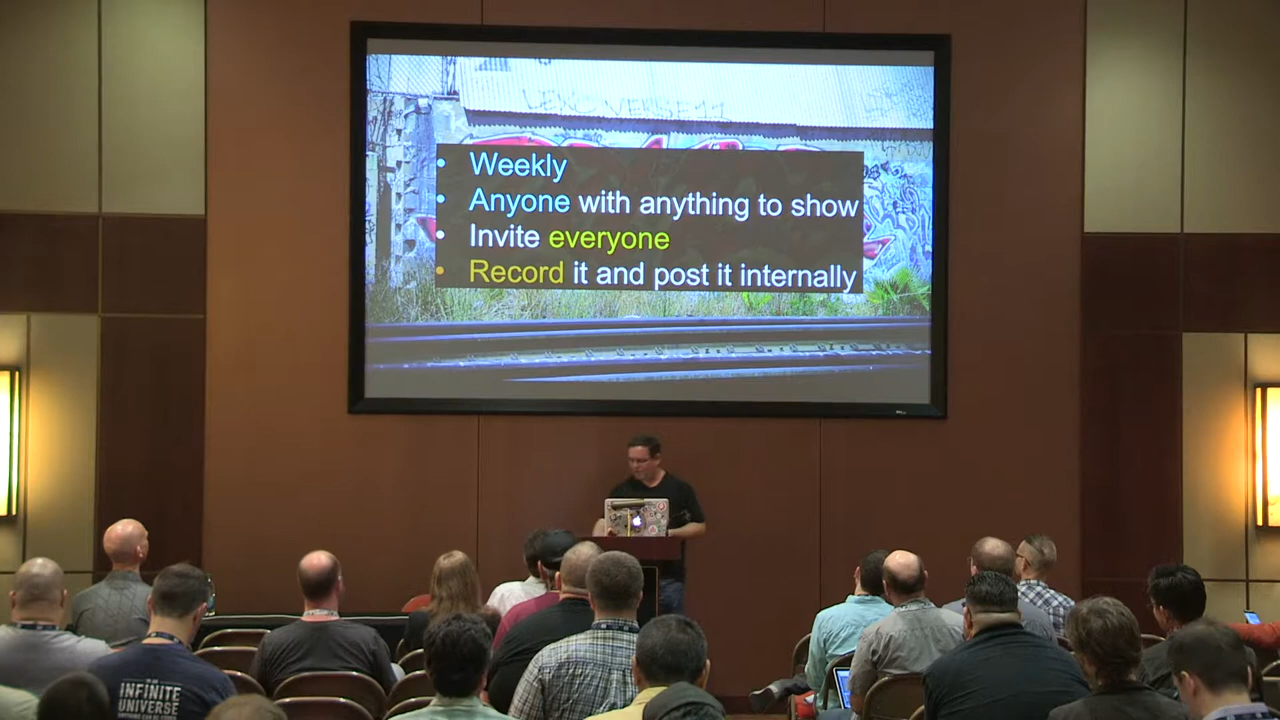 • Weekly
• Anyone with anything to show
• Invite everyone
• Record it and post it internally
INFINITE
UNIVERSE